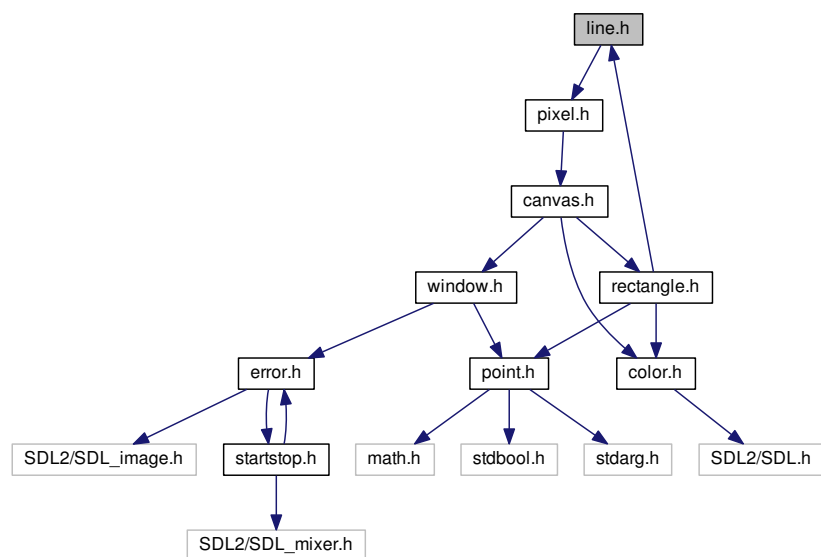 line.h
pixel.h
canvas.h
window.h
rectangle.h
error.h
point.h
color.h
SDL2/SDL_image.h
startstop.h
math.h
stdbool.h
stdarg.h
SDL2/SDL.h
SDL2/SDL_mixer.h